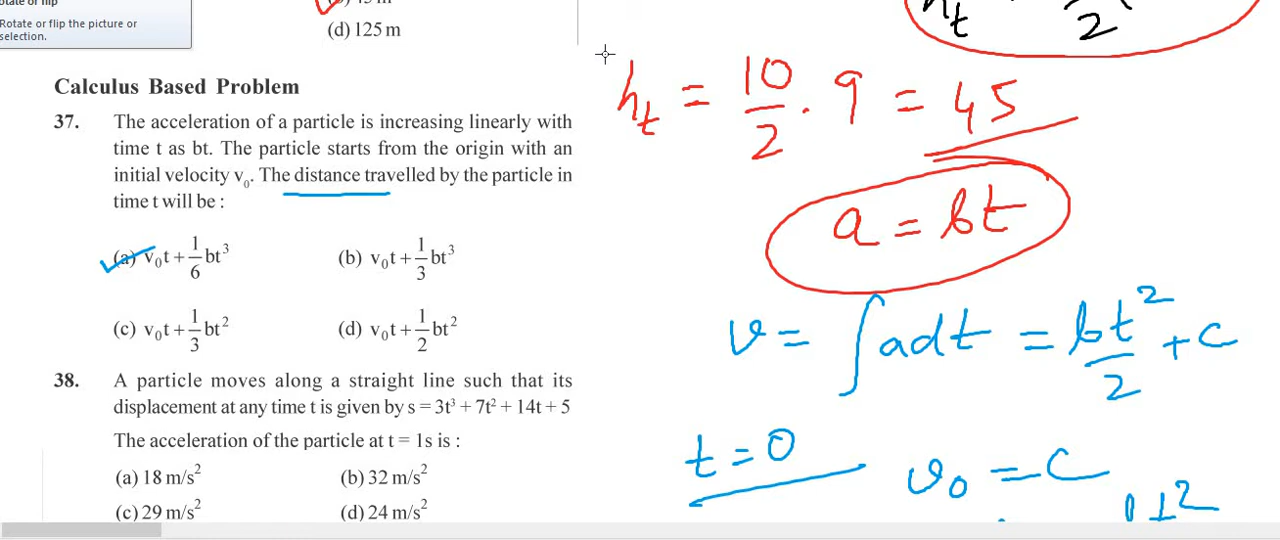 Rotate or flip the picture or
selection.
(d) 125 m
Calculus Based Problem
37. The acceleration of a particle is increasing linearly with
time t as bt. The particle starts from the origin with an
initial velocity v₀. The distance travelled by the particle in
time t will be :
(a) v₀t + 1/6 bt³ (b) v₀t + 1/3 bt³
(c) v₀t + 1/3 bt² (d) v₀t + 1/2 bt²
38. A particle moves along a straight line such that its
displacement at any time t is given by s = 3t³ + 7t² + 14t + 5
The acceleration of the particle at t = 1s is :
(a) 18 m/s² (b) 32 m/s²
(c) 29 m/s² (d) 24 m/s²
h_t = 10/2 . 9 = 45
a = bt
v = ∫ a dt = bt²/2 + c
t = 0 v₀ = c